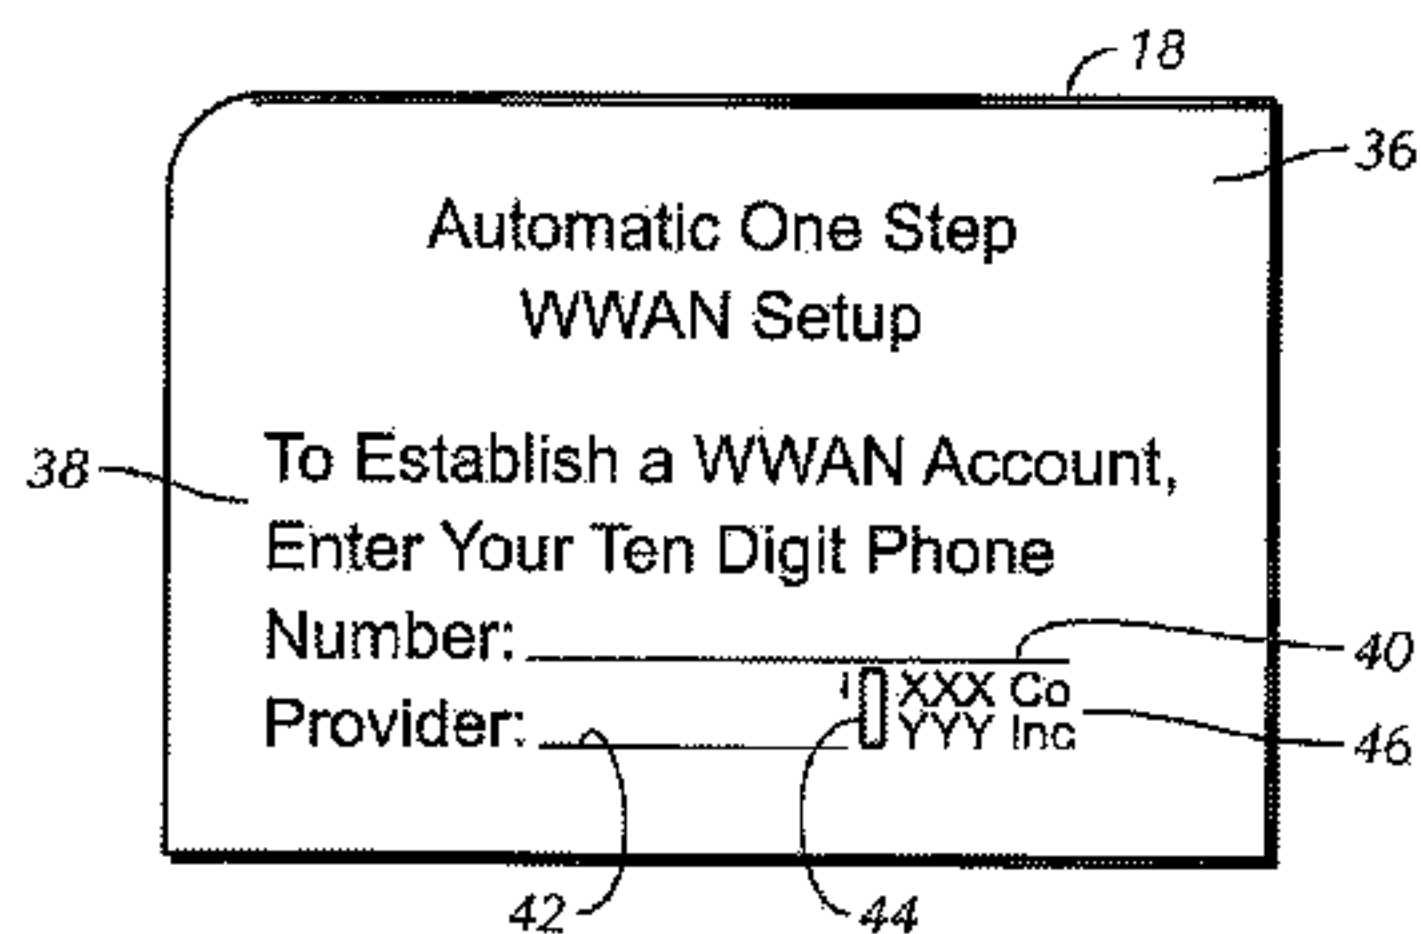 18
36
Automatic One Step
WWAN Setup
38
To Establish a WWAN Account,
Enter Your Ten Digit Phone
Number:
40
Provider:
XXX Co
YYY Inc
46
42
44